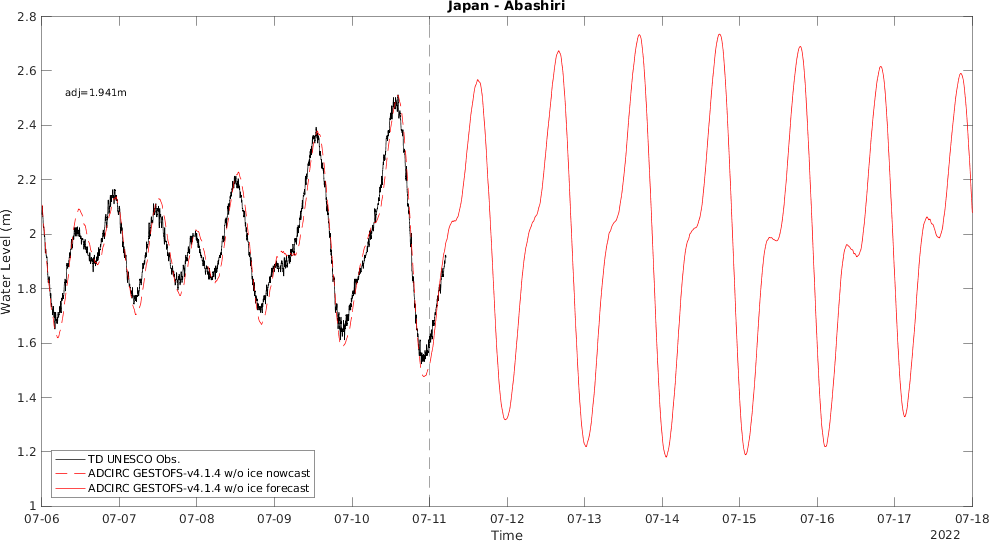 Japan - Abashiri
2.8
2.6
2.4
2.2
2
1.8
1.6
1.4
1.2
1
Water Level (m)
adj=1.941m
TD UNESCO Obs.
ADCIRC GESTOFS-v4.1.4 w/o ice nowcast
ADCIRC GESTOFS-v4.1.4 w/o ice forecast
07-06 07-07 07-08 07-09 07-10 07-11 07-12 07-13 07-14 07-15 07-16 07-17 07-18
Time
2022